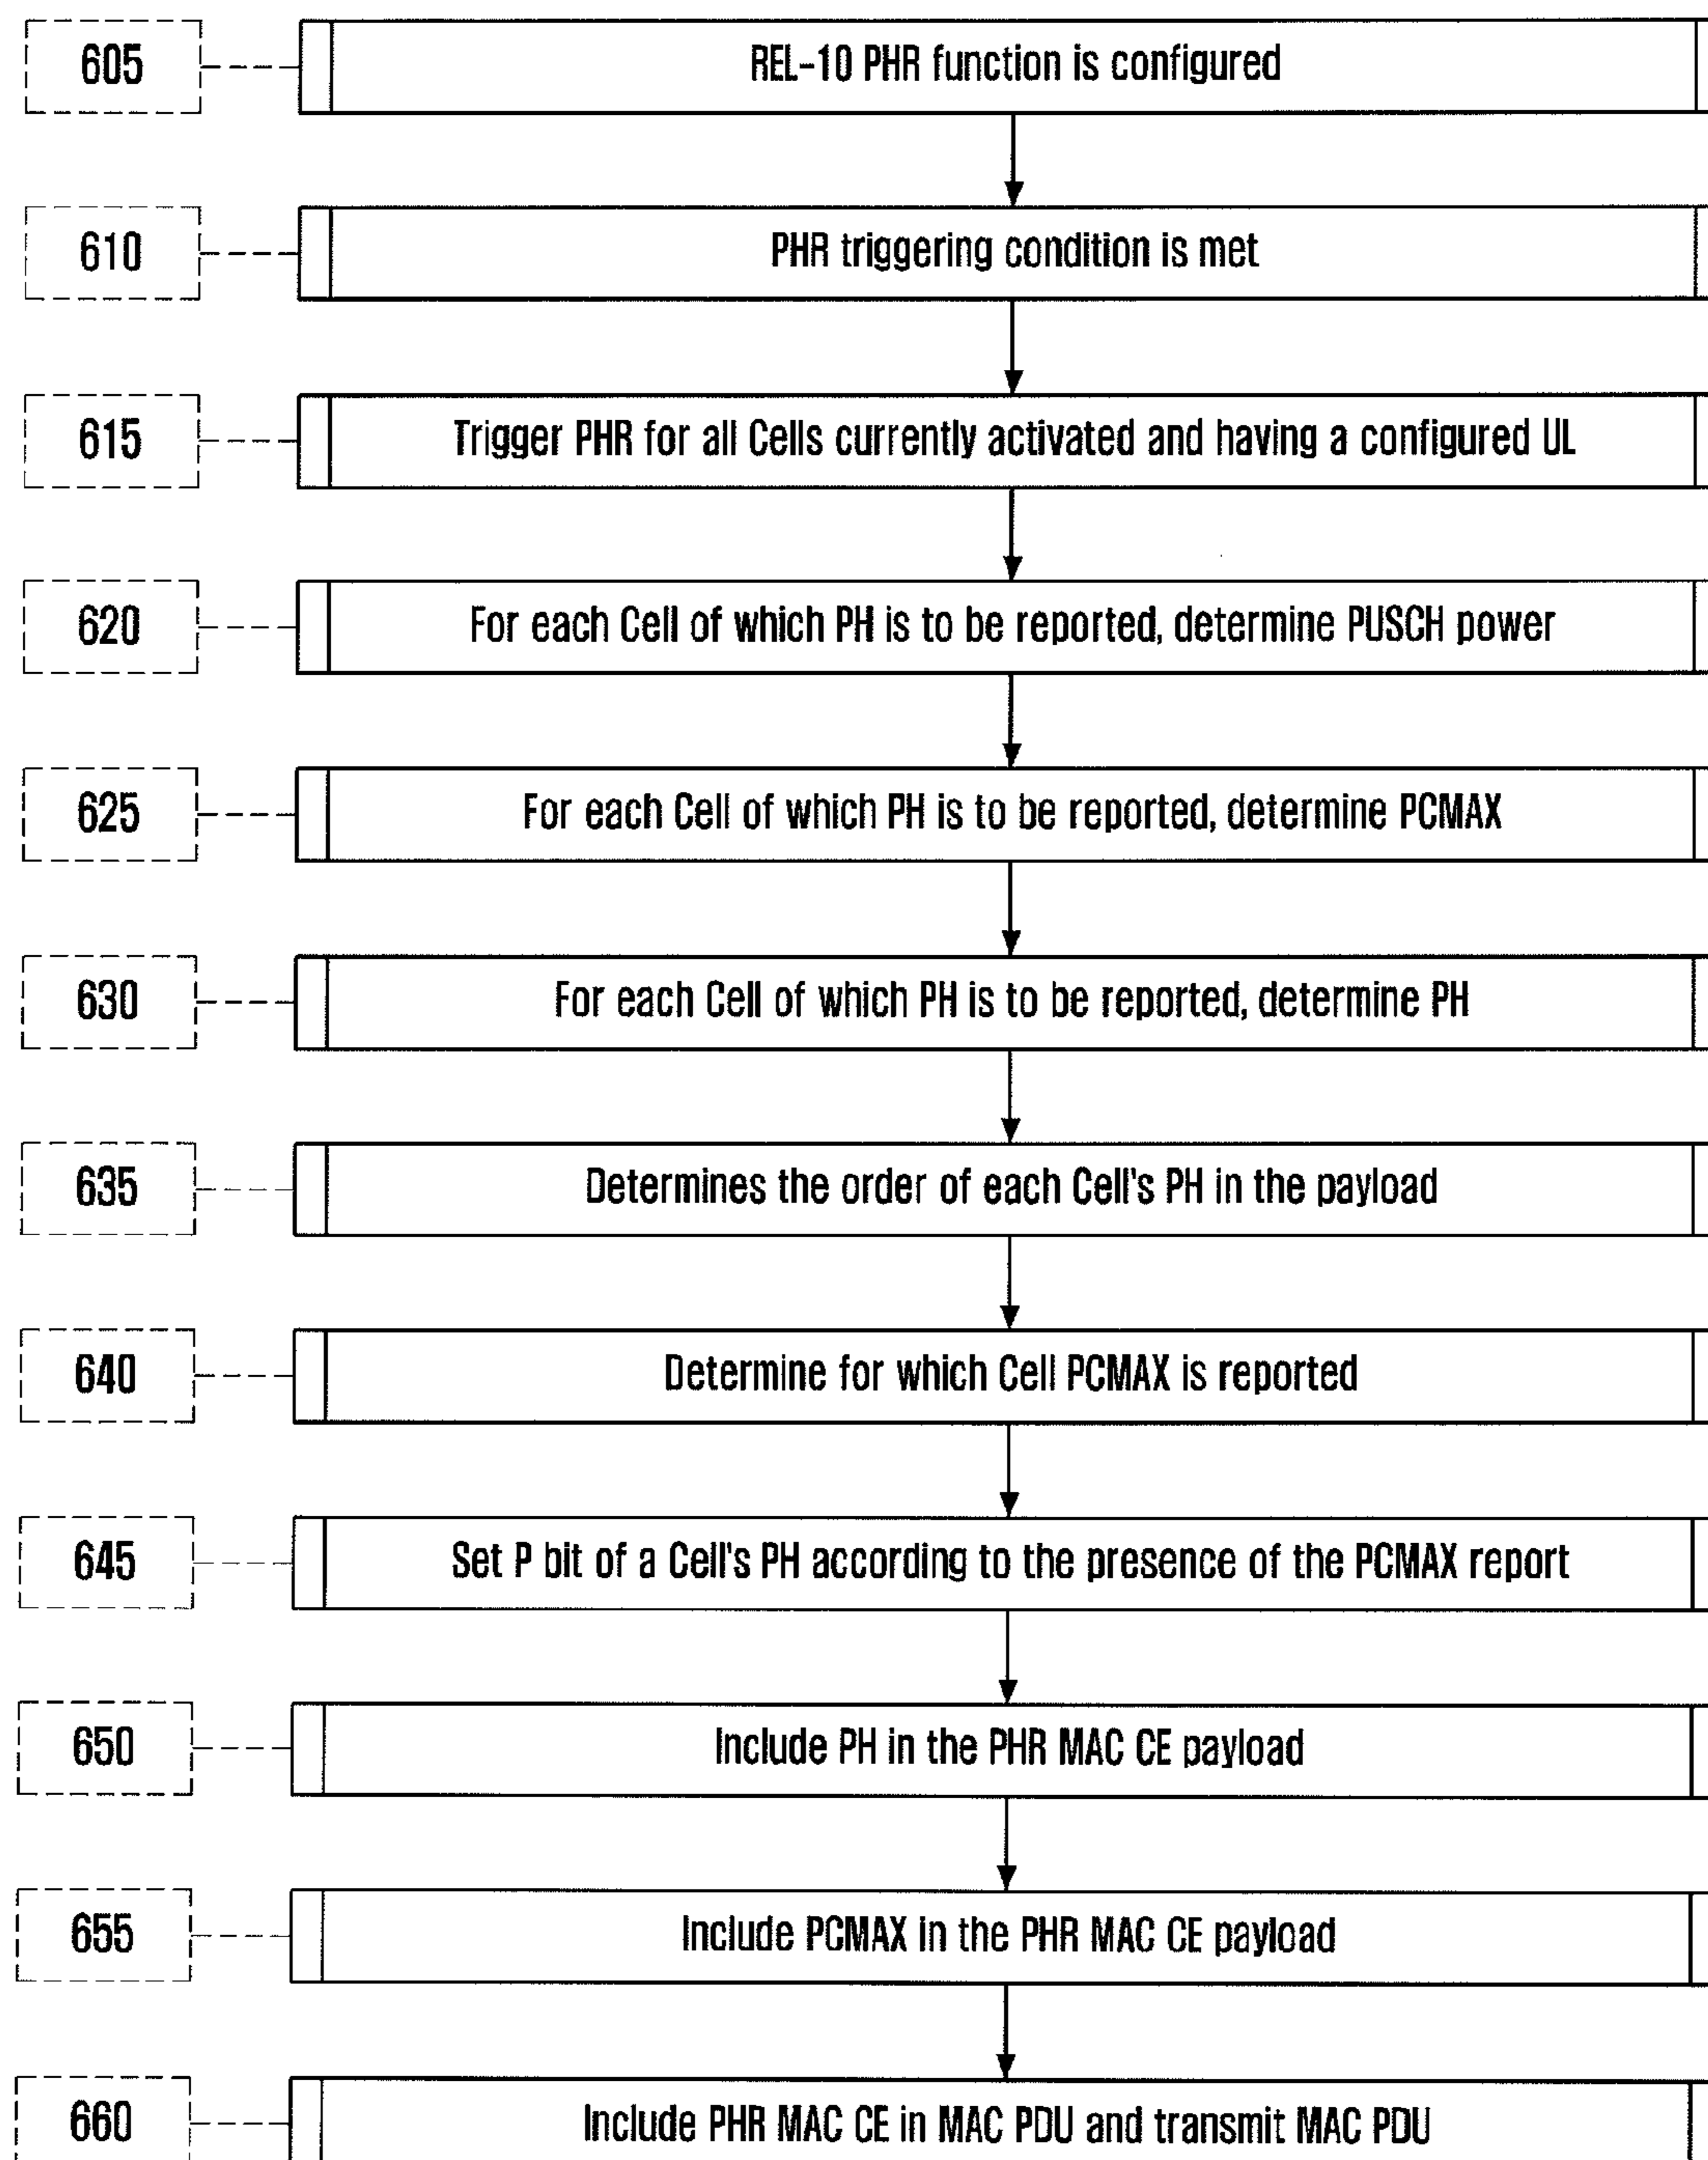 605 REL-10 PHR function is configured
610 PHR triggering condition is met
615 Trigger PHR for all Cells currently activated and having a configured UL
620 For each Cell of which PH is to be reported, determine PUSCH power
625 For each Cell of which PH is to be reported, determine PCMAX
630 For each Cell of which PH is to be reported, determine PH
635 Determines the order of each Cell's PH in the payload
640 Determine for which Cell PCMAX is reported
645 Set P bit of a Cell's PH according to the presence of the PCMAX report
650 Include PH in the PHR MAC CE payload
655 Include PCMAX in the PHR MAC CE payload
660 Include PHR MAC CE in MAC PDU and transmit MAC PDU